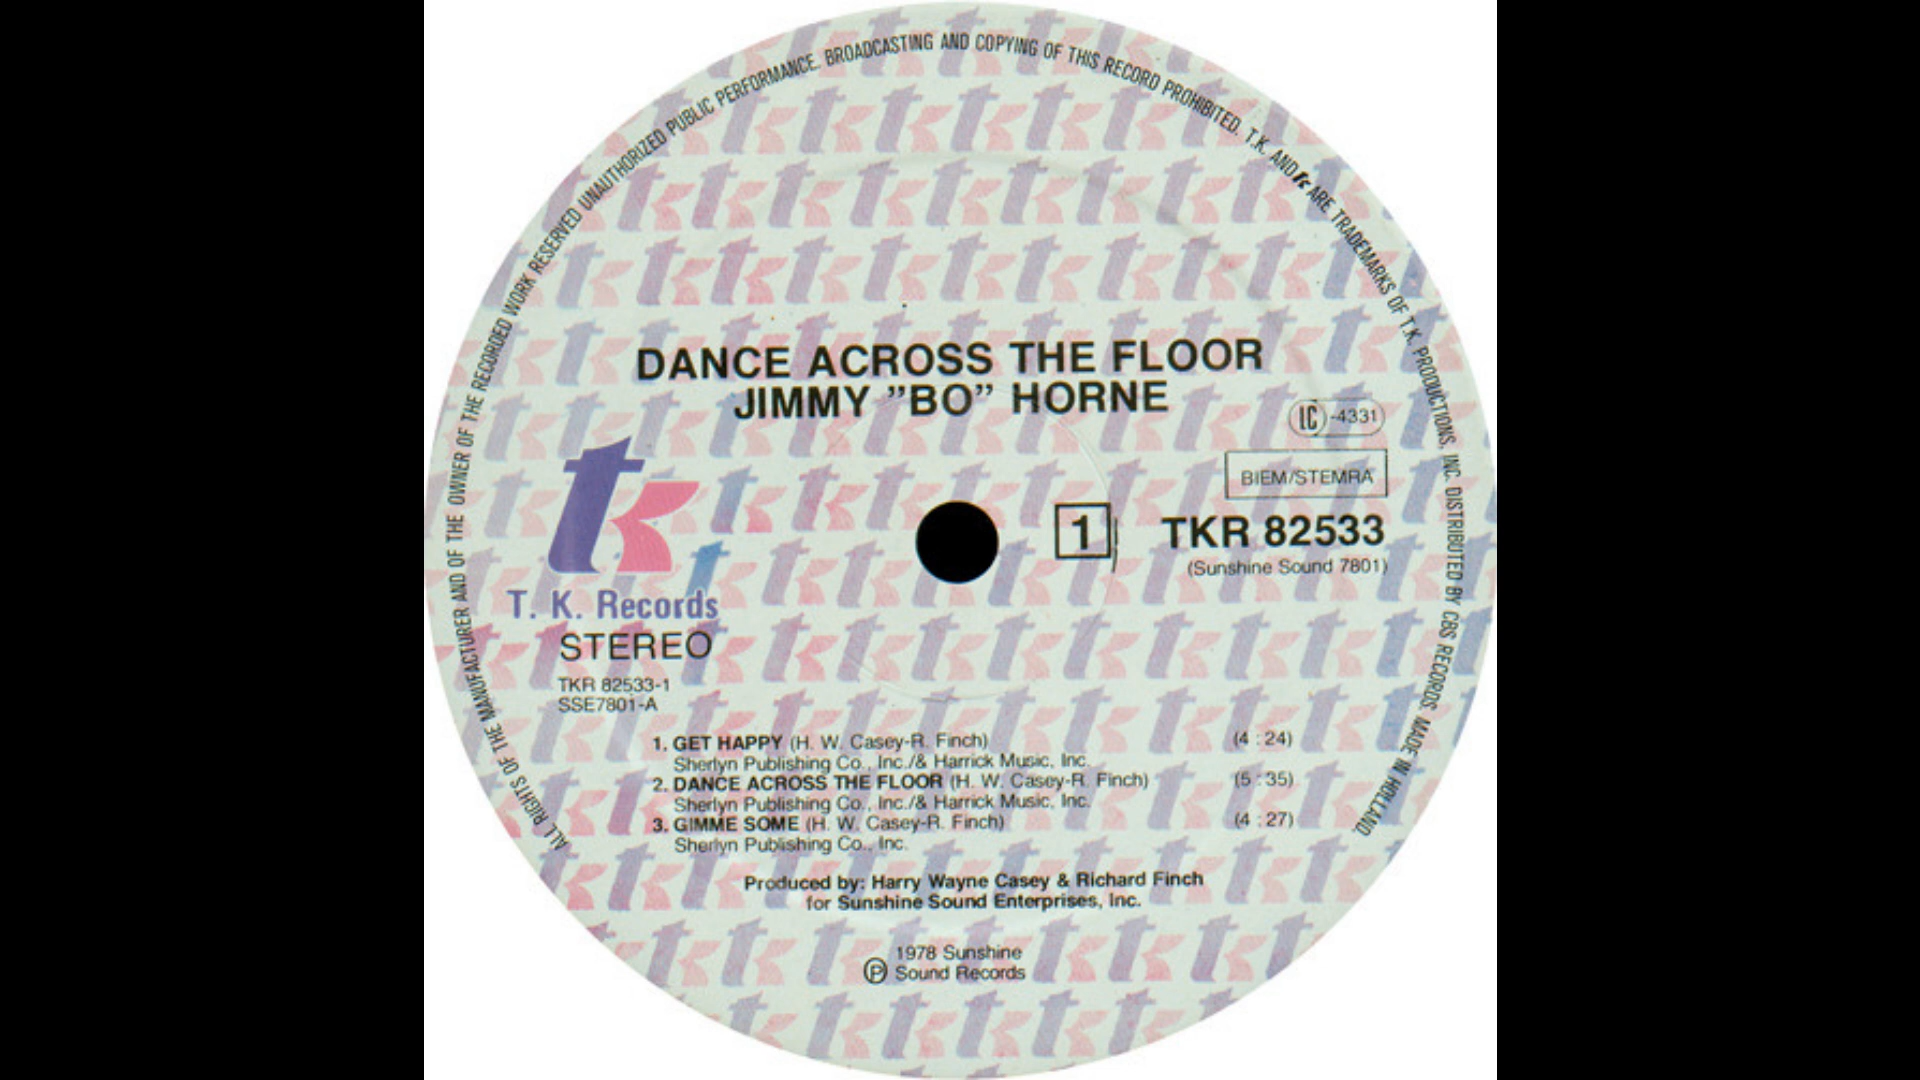 ALL RIGHTS OF THE MANUFACTURER AND OF THE OWNER OF THE RECORDED WORK RESERVED UNAUTHORIZED PUBLIC PERFORMANCE. BROADCASTING AND COPYING OF THIS RECORD PROHIBITED. T.K. AND tk ARE TRADEMARKS OF T.K. PRODUCTIONS, INC. DISTRIBUTED BY CBS RECORDS. MADE IN HOLLAND.
DANCE ACROSS THE FLOOR
JIMMY ”BO” HORNE
LC -4331
BIEM/STEMRA
tk
1 TKR 82533
(Sunshine Sound 7801)
T. K. Records
STEREO
TKR 82533-1
SSE7801-A
1. GET HAPPY (H. W. Casey-R. Finch) (4 : 24)
Sherlyn Publishing Co., Inc./& Harrick Music, Inc.
2. DANCE ACROSS THE FLOOR (H. W. Casey-R. Finch) (5 : 35)
Sherlyn Publishing Co., Inc./& Harrick Music, Inc.
3. GIMME SOME (H. W. Casey-R. Finch) (4 : 27)
Sherlyn Publishing Co., Inc.
Produced by: Harry Wayne Casey & Richard Finch
for Sunshine Sound Enterprises, Inc.
1978 Sunshine
℗ Sound Records